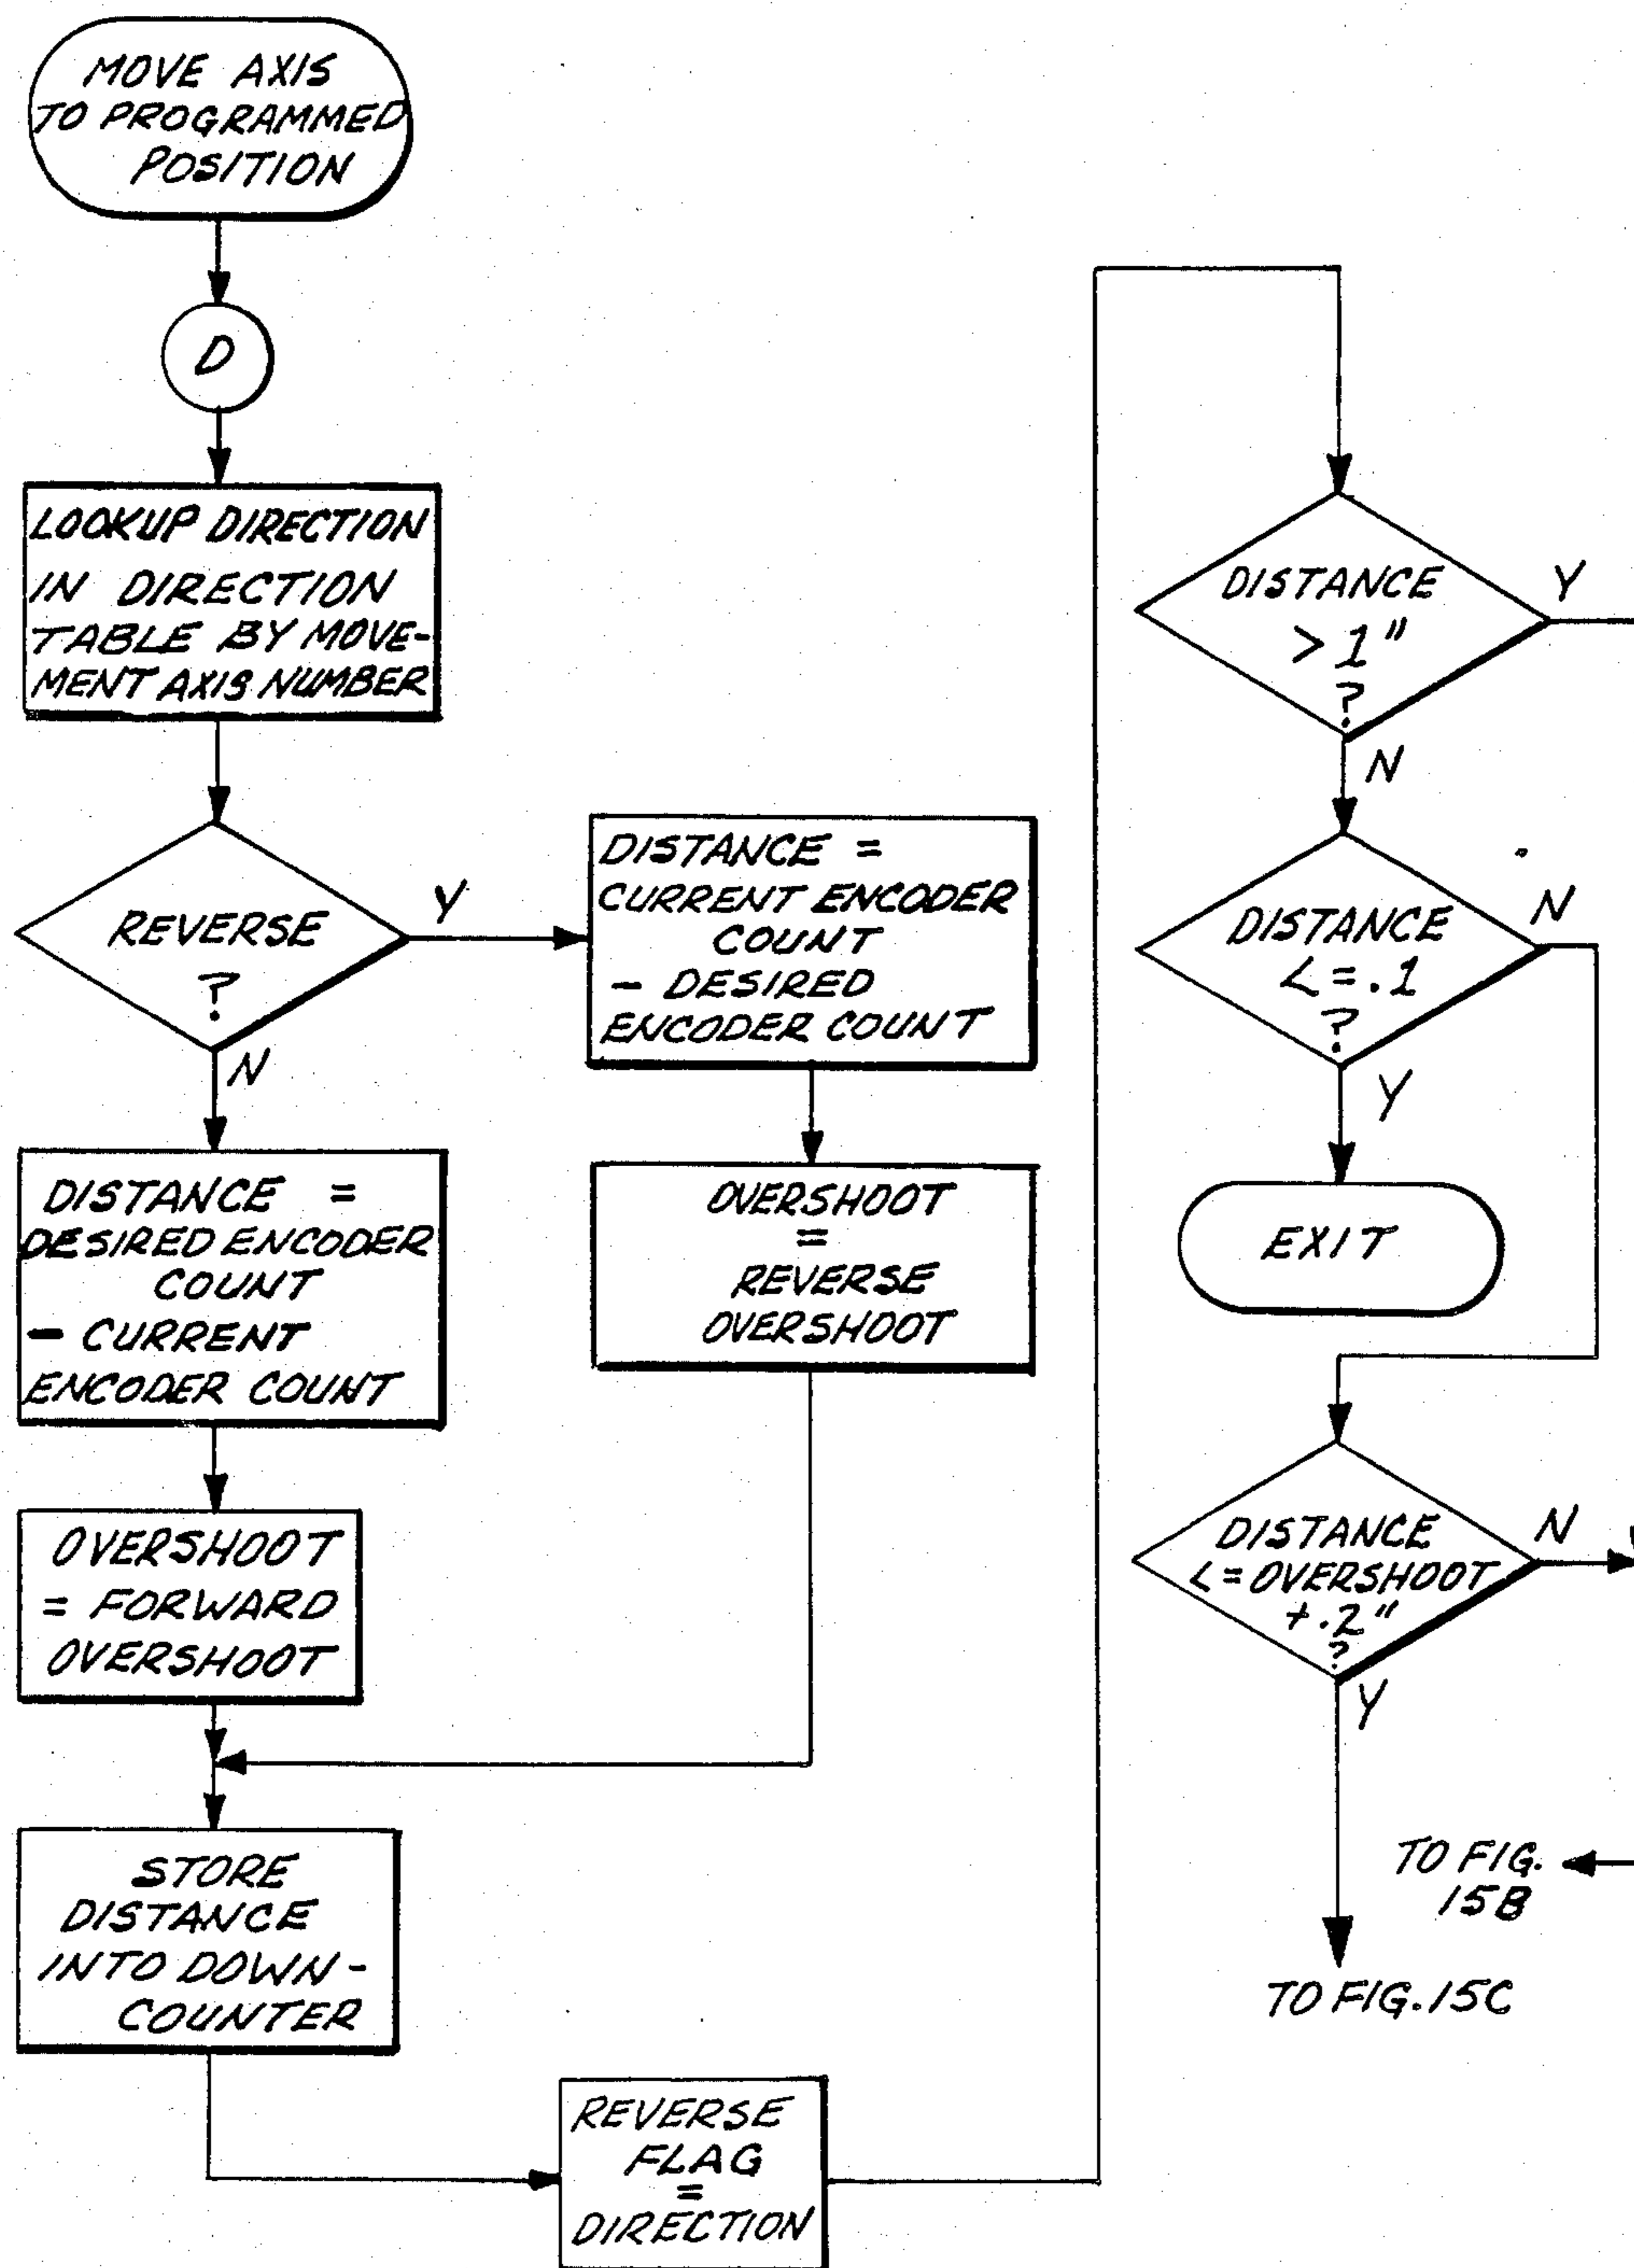 MOVE AXIS
TO PROGRAMMED
POSITION
D
LOOKUP DIRECTION
IN DIRECTION
TABLE BY MOVE-
MENT AXIS NUMBER
REVERSE
?
Y
N
DISTANCE =
CURRENT ENCODER
COUNT
- DESIRED
ENCODER COUNT
OVERSHOOT
=
REVERSE
OVERSHOOT
DISTANCE =
DESIRED ENCODER
COUNT
- CURRENT
ENCODER COUNT
OVERSHOOT
= FORWARD
OVERSHOOT
STORE
DISTANCE
INTO DOWN-
COUNTER
REVERSE
FLAG
=
DIRECTION
DISTANCE
> 1"
?
Y
N
DISTANCE
L = .1
?
N
Y
EXIT
DISTANCE
L = OVERSHOOT
+ .2"
?
N
Y
TO FIG.
15B
TO FIG. 15C